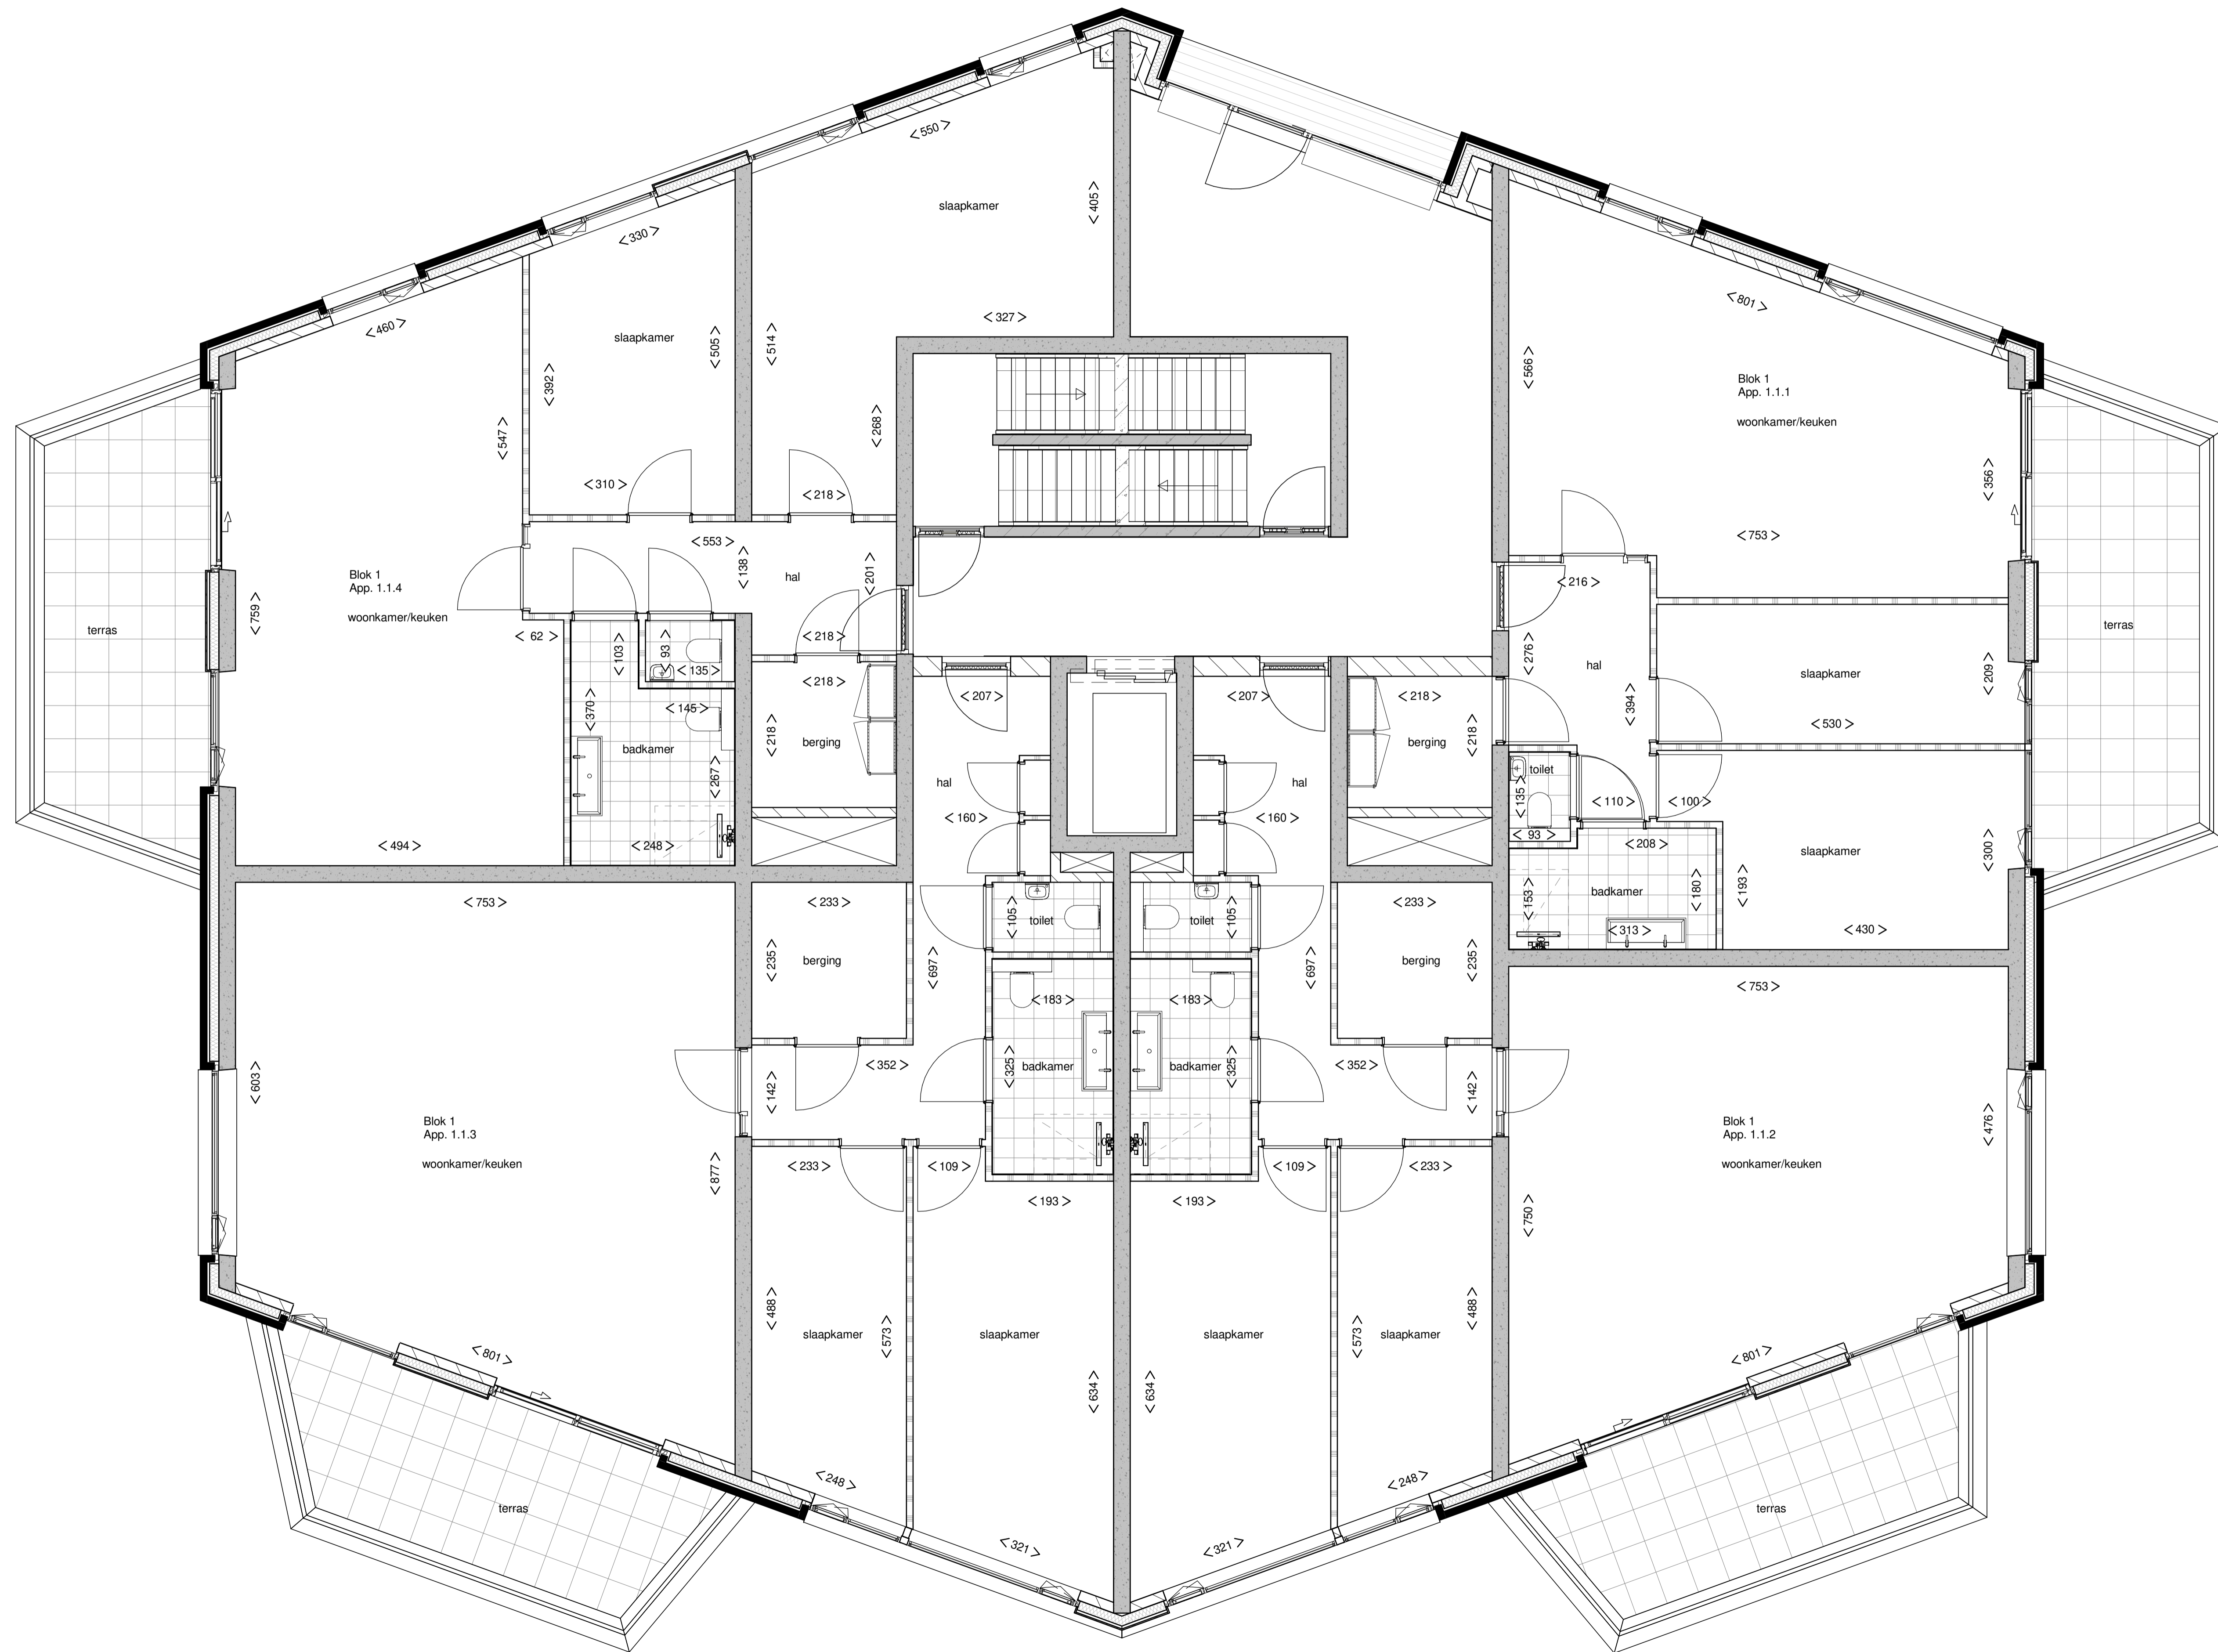 < 550 >
slaapkamer
< 405 >
< 330 >
< 801 >
< 460 >
< 327 >
slaapkamer
< 505 >
< 514 >
< 392 >
< 566 >
Blok 1
App. 1.1.1
woonkamer/keuken
< 547 >
< 268 >
< 310 >
< 218 >
< 356 >
< 553 >
< 753 >
< 138 >
hal
< 201 >
< 216 >
Blok 1
App. 1.1.4
woonkamer/keuken
< 759 >
terras
< 62 >
< 103 >
< 93 >
< 135 >
< 218 >
< 276 >
hal
terras
slaapkamer
< 209 >
< 218 >
< 207 >
< 207 >
< 218 >
< 370 >
< 145 >
< 394 >
< 530 >
badkamer
< 218 >
berging
berging
< 218 >
< 267 >
hal
hal
toilet
< 135 >
< 110 >
< 100 >
< 160 >
< 160 >
< 93 >
< 208 >
< 494 >
< 248 >
slaapkamer
< 300 >
< 753 >
< 233 >
< 105 >
toilet
toilet
< 105 >
< 233 >
< 153 >
badkamer
< 180 >
< 193 >
< 313 >
< 430 >
< 235 >
berging
< 697 >
< 697 >
berging
< 235 >
< 183 >
< 183 >
< 753 >
< 603 >
< 142 >
< 352 >
< 325 >
badkamer
badkamer
< 325 >
< 352 >
< 142 >
Blok 1
App. 1.1.3
woonkamer/keuken
< 877 >
< 476 >
Blok 1
App. 1.1.2
woonkamer/keuken
< 233 >
< 109 >
< 193 >
< 193 >
< 109 >
< 233 >
< 750 >
< 488 >
slaapkamer
< 573 >
slaapkamer
slaapkamer
< 573 >
slaapkamer
< 488 >
< 801 >
< 634 >
< 634 >
< 801 >
< 248 >
< 248 >
terras
terras
< 321 >
< 321 >